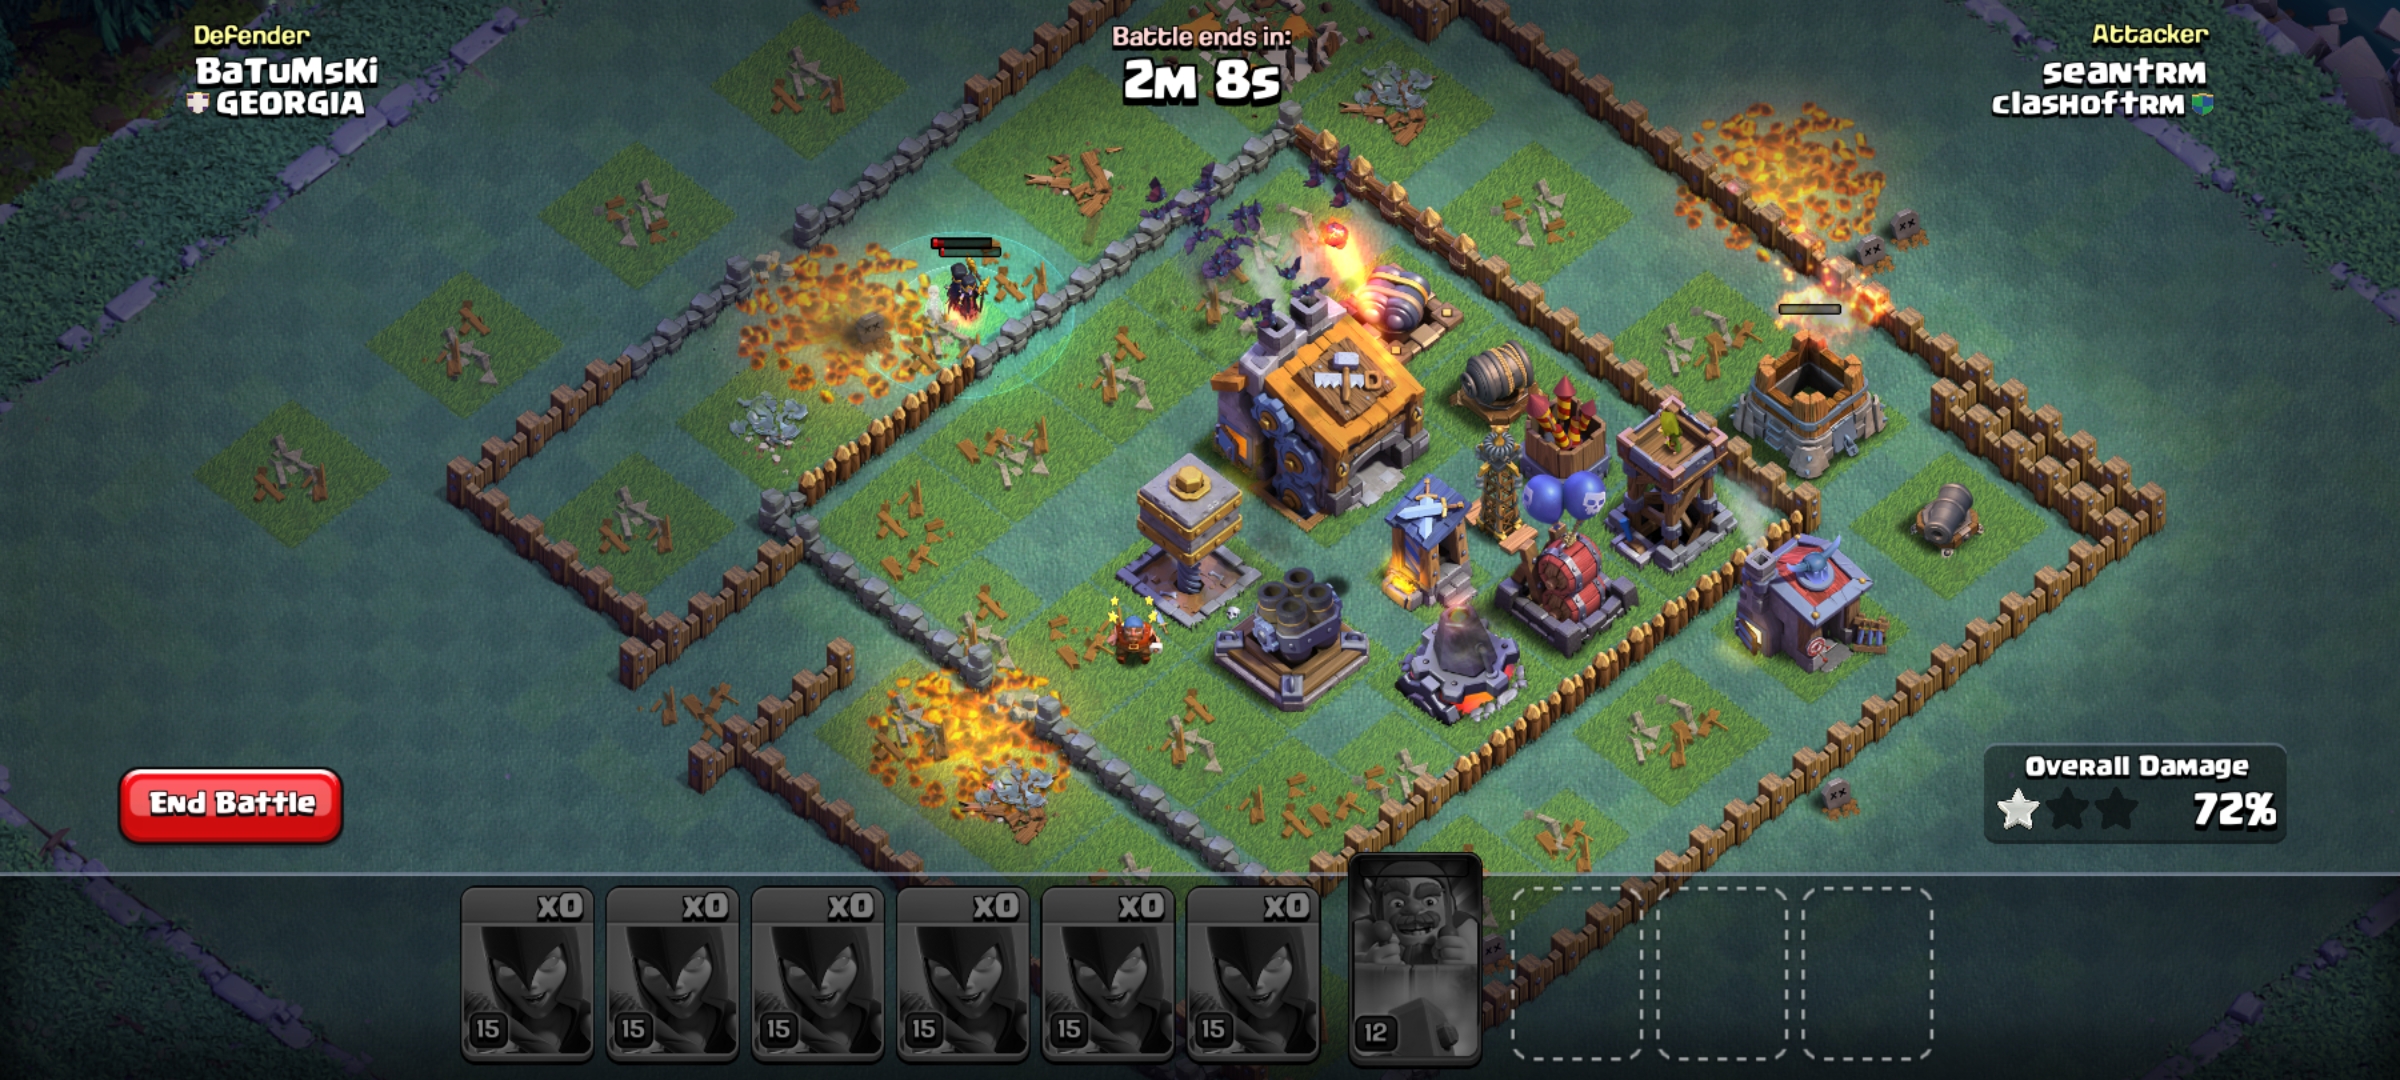 Defender
BaTuMsKi
GEORGIA
Battle ends in:
2M 8s
Attacker
seantRM
clashoftRM
End Battle
Overall Damage
72%
x0
x0
x0
x0
x0
x0
15
15
15
15
15
15
12